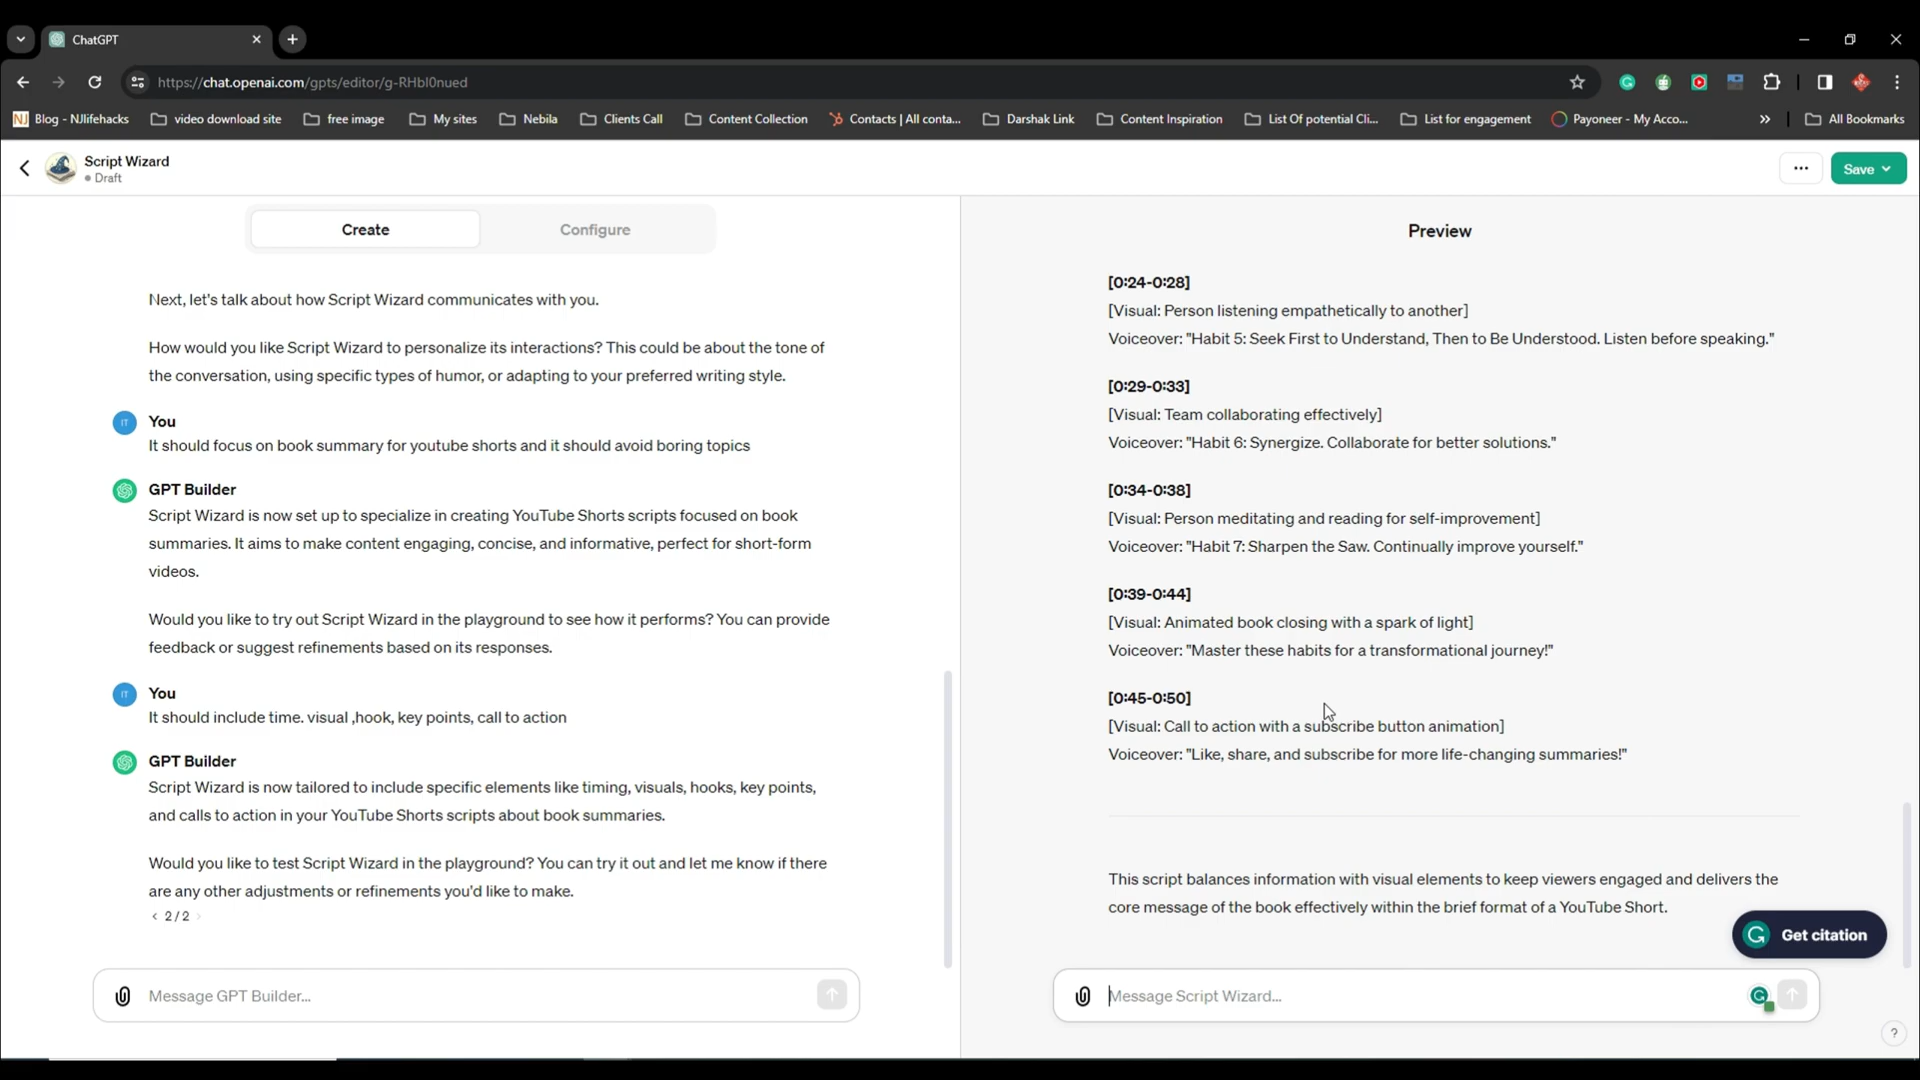 ChatGPT
https://chat.openai.com/gpts/editor/g-RHbl0nued
NJ Blog - NJlifehacks
video download site
free image
My sites
Nebila
Clients Call
Content Collection
Contacts | All conta...
Darshak Link
Content Inspiration
List Of potential Cli...
List for engagement
Payoneer - My Acco...
All Bookmarks
Script Wizard
Draft
Save
Create
Configure
Next, let's talk about how Script Wizard communicates with you.
How would you like Script Wizard to personalize its interactions? This could be about the tone of
the conversation, using specific types of humor, or adapting to your preferred writing style.
IT You
It should focus on book summary for youtube shorts and it should avoid boring topics
GPT Builder
Script Wizard is now set up to specialize in creating YouTube Shorts scripts focused on book
summaries. It aims to make content engaging, concise, and informative, perfect for short-form
videos.
Would you like to try out Script Wizard in the playground to see how it performs? You can provide
feedback or suggest refinements based on its responses.
IT You
It should include time. visual ,hook, key points, call to action
GPT Builder
Script Wizard is now tailored to include specific elements like timing, visuals, hooks, key points,
and calls to action in your YouTube Shorts scripts about book summaries.
Would you like to test Script Wizard in the playground? You can try it out and let me know if there
are any other adjustments or refinements you'd like to make.
< 2 / 2 >
Message GPT Builder...
Preview
[0:24-0:28]
[Visual: Person listening empathetically to another]
Voiceover: "Habit 5: Seek First to Understand, Then to Be Understood. Listen before speaking."
[0:29-0:33]
[Visual: Team collaborating effectively]
Voiceover: "Habit 6: Synergize. Collaborate for better solutions."
[0:34-0:38]
[Visual: Person meditating and reading for self-improvement]
Voiceover: "Habit 7: Sharpen the Saw. Continually improve yourself."
[0:39-0:44]
[Visual: Animated book closing with a spark of light]
Voiceover: "Master these habits for a transformational journey!"
[0:45-0:50]
[Visual: Call to action with a subscribe button animation]
Voiceover: "Like, share, and subscribe for more life-changing summaries!"
This script balances information with visual elements to keep viewers engaged and delivers the
core message of the book effectively within the brief format of a YouTube Short.
Get citation
Message Script Wizard...
?